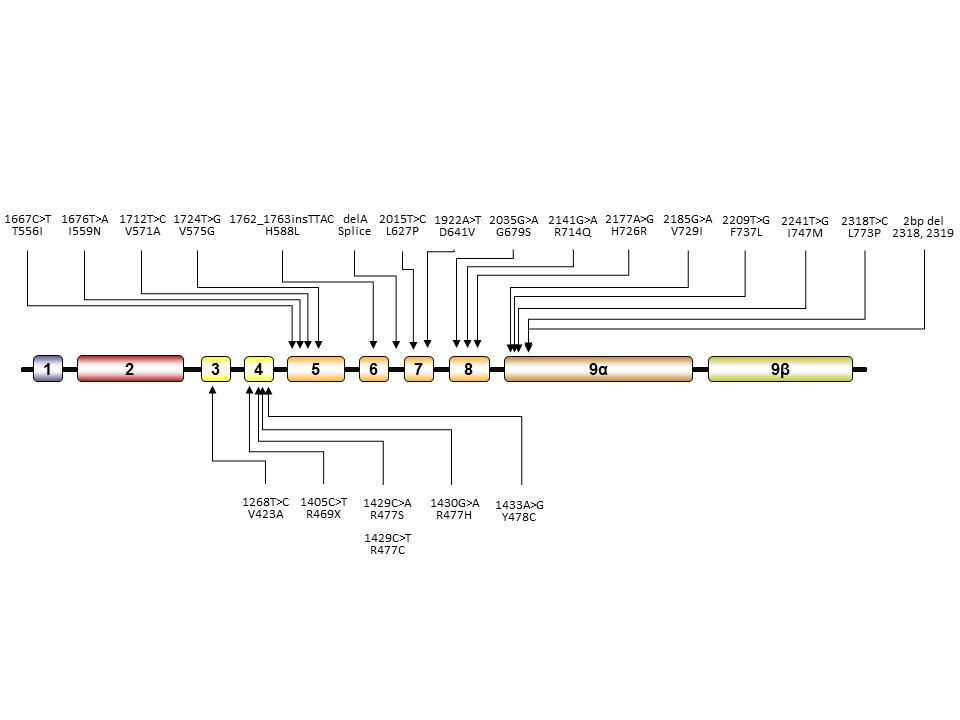 1667C>T
T556I
1676T>A
I559N
1712T>C
V571A
1724T>G
V575G
1762_1763insTTAC
H588L
delA
Splice
2015T>C
L627P
1922A>T
D641V
2035G>A
G679S
2141G>A
R714Q
2177A>G
H726R
2185G>A
V729I
2209T>G
F737L
2241T>G
I747M
2318T>C
L773P
2bp del
2318, 2319
1
2
3
4
5
6
7
8
9α
9β
1268T>C
V423A
1405C>T
R469X
1429C>A
R477S
1429C>T
R477C
1430G>A
R477H
1433A>G
Y478C